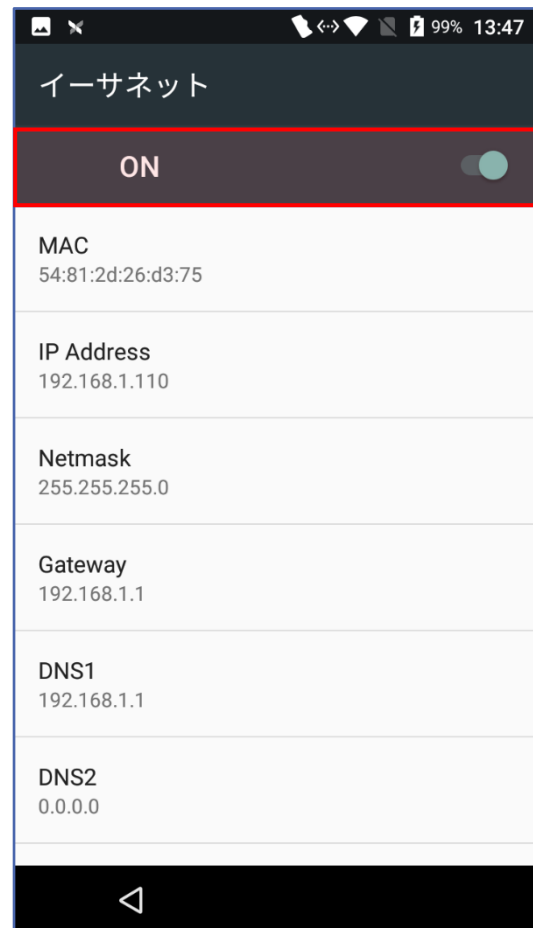 99% 13:47
イーサネット
ON
MAC
54:81:2d:26:d3:75
IP Address
192.168.1.110
Netmask
255.255.255.0
Gateway
192.168.1.1
DNS1
192.168.1.1
DNS2
0.0.0.0